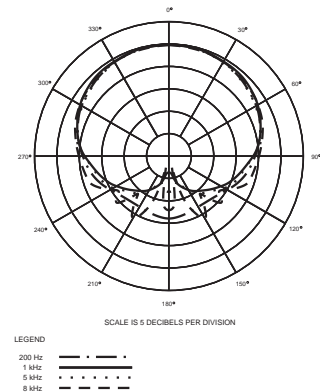 0°
330°
30°
300°
60°
270°
90°
240°
120°
210°
150°
180°
SCALE IS 5 DECIBELS PER DIVISION
LEGEND
200 Hz
1 kHz
5 kHz
8 kHz